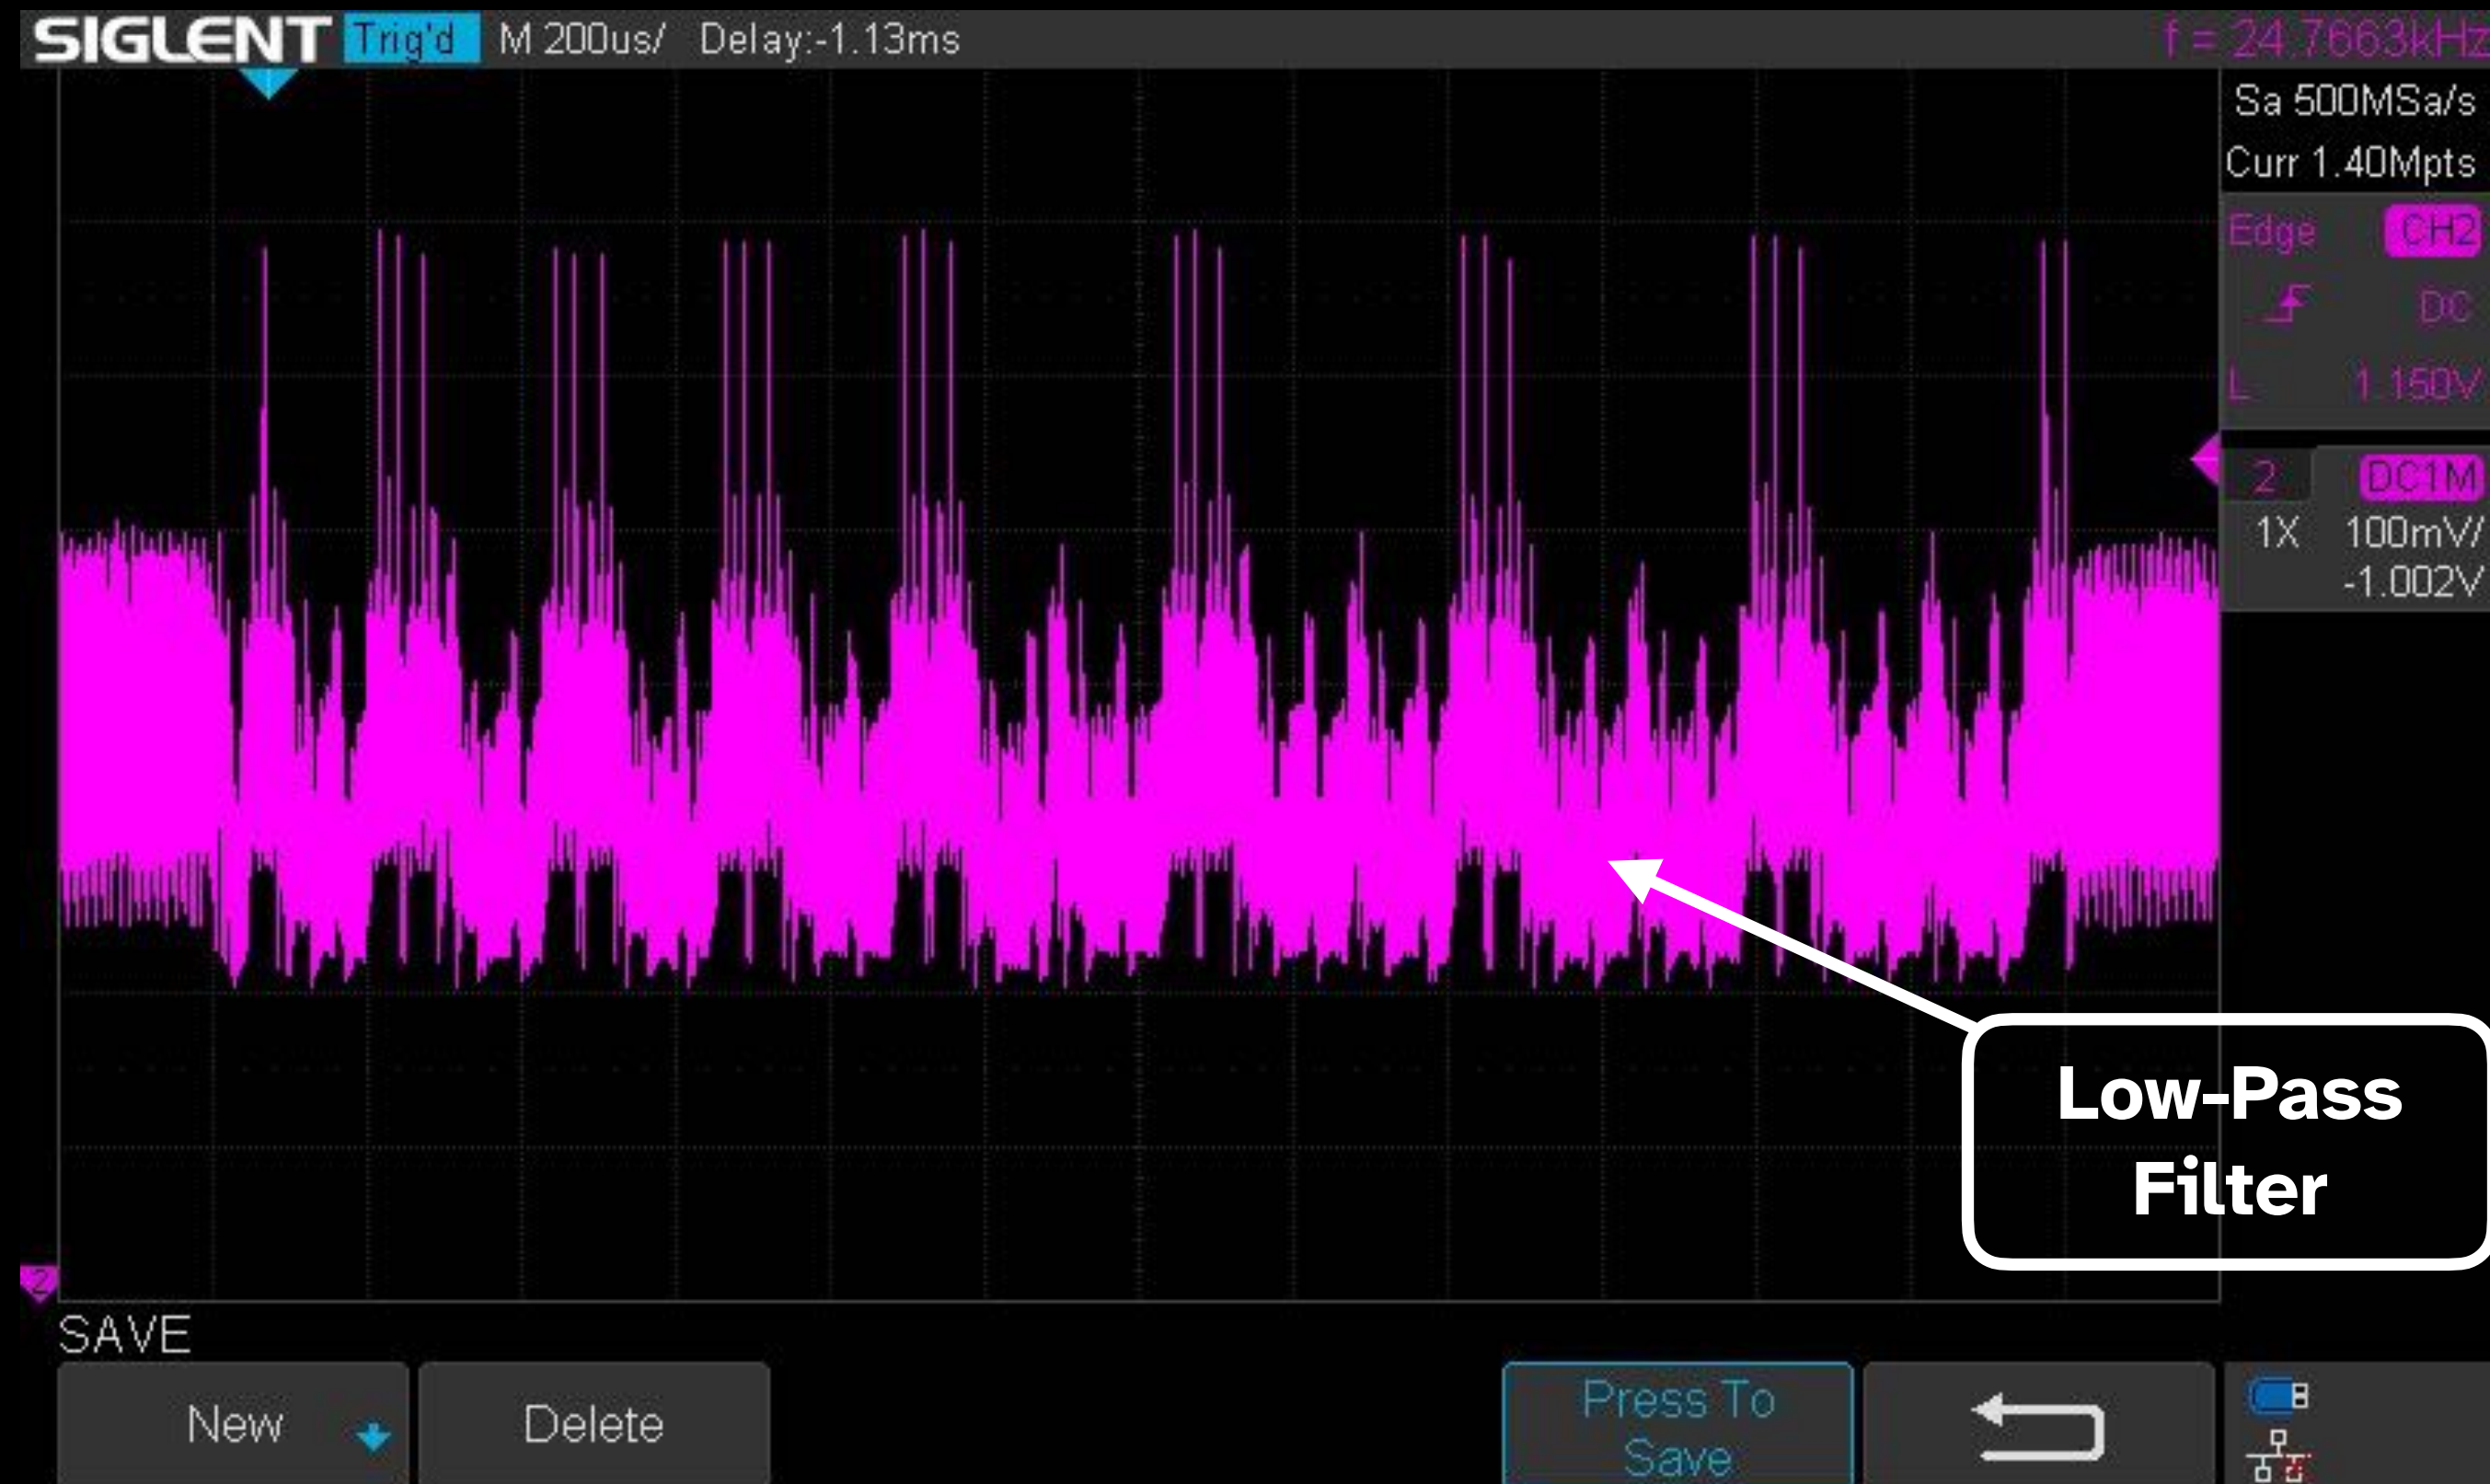 SIGLENT Trig'd M 200us/ Delay:-1.13ms f = 24.7663kHz
Sa 500MSa/s
Curr 1.40Mpts
Edge CH2
DC
L 1.150V
2 DC1M
1X 100mV/
-1.002V
Low-Pass
Filter
2
SAVE
New Delete Press To
Save